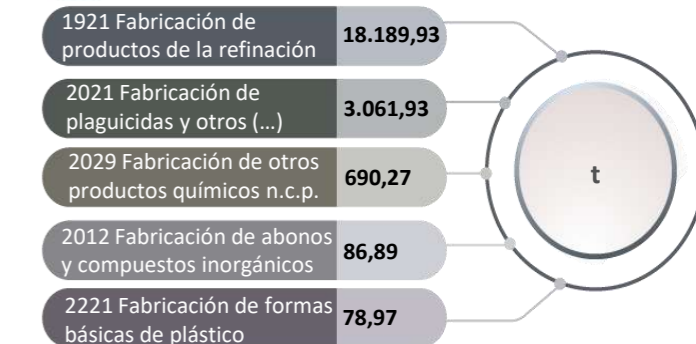 1921 Fabricación de
productos de la refinación
18.189,93
2021 Fabricación de
plaguicidas y otros (...)
3.061,93
2029 Fabricación de otros
productos químicos n.c.p.
690,27
2012 Fabricación de abonos
y compuestos inorgánicos
86,89
2221 Fabricación de formas
básicas de plástico
78,97
t